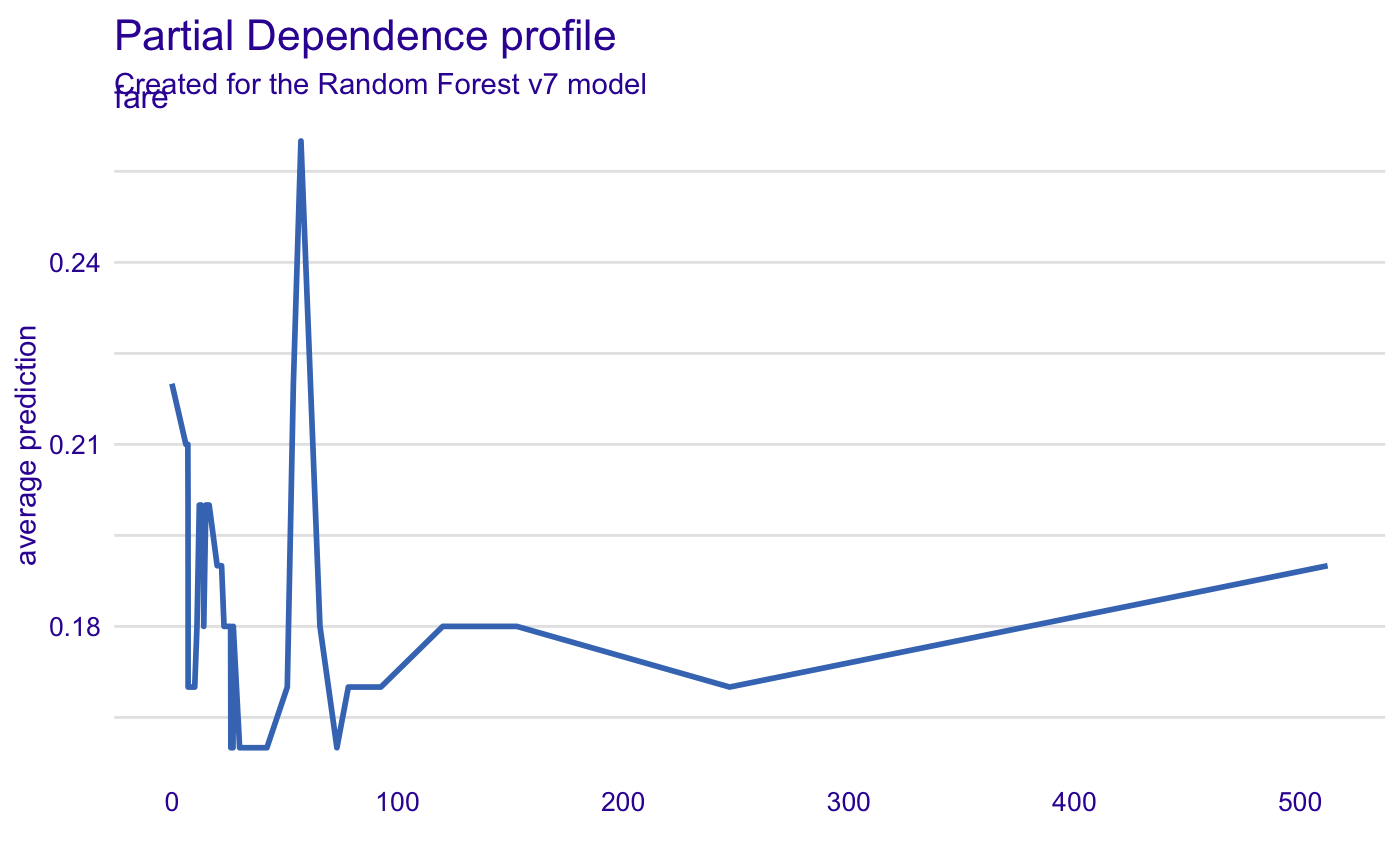 Partial Dependence profile
Created for the Random Forest v7 model
fare
average prediction
0.24
0.21
0.18
0
100
200
300
400
500